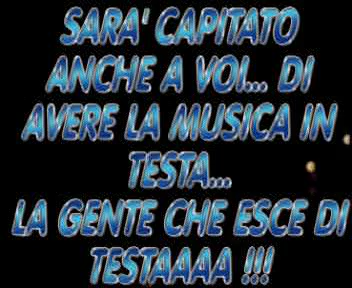 SARA' CAPITATO
ANCHE A VOI... DI
AVERE LA MUSICA IN
TESTA...
LA GENTE CHE ESCE DI
TESTAAAA !!!